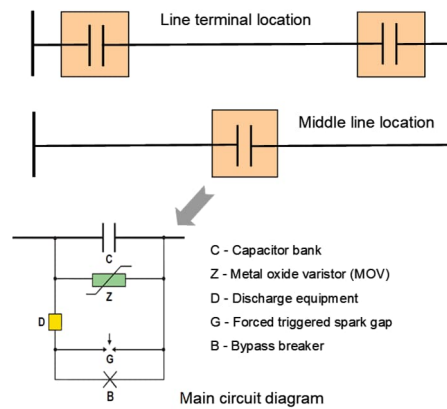 Line terminal location
Middle line location
C
Z
D
G
B
C - Capacitor bank
Z - Metal oxide varistor (MOV)
D - Discharge equipment
G - Forced triggered spark gap
B - Bypass breaker
Main circuit diagram